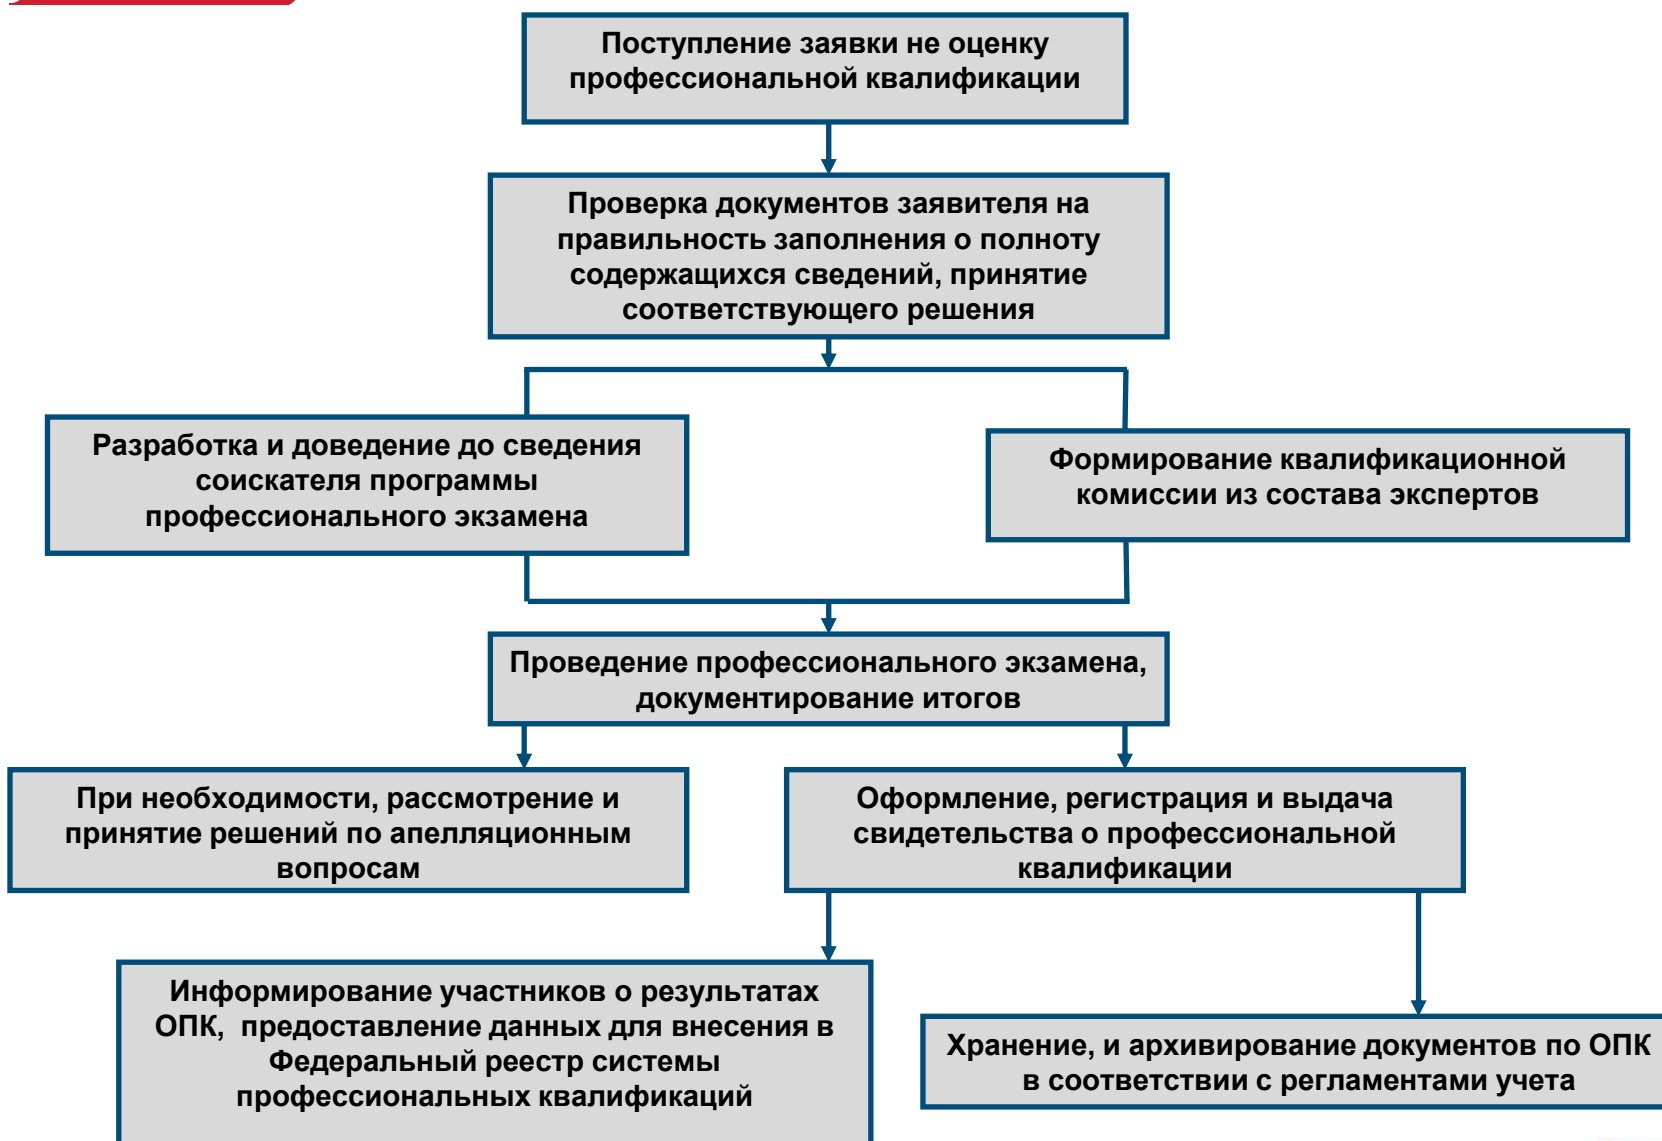 Поступление заявки не оценку
профессиональной квалификации
Проверка документов заявителя на
правильность заполнения о полноту
содержащихся сведений, принятие
соответствующего решения
Разработка и доведение до сведения
соискателя программы
профессионального экзамена
Формирование квалификационной
комиссии из состава экспертов
Проведение профессионального экзамена,
документирование итогов
При необходимости, рассмотрение и
принятие решений по апелляционным
вопросам
Оформление, регистрация и выдача
свидетельства о профессиональной
квалификации
Информирование участников о результатах
ОПК, предоставление данных для внесения в
Федеральный реестр системы
профессиональных квалификаций
Хранение, и архивирование документов по ОПК
в соответствии с регламентами учета